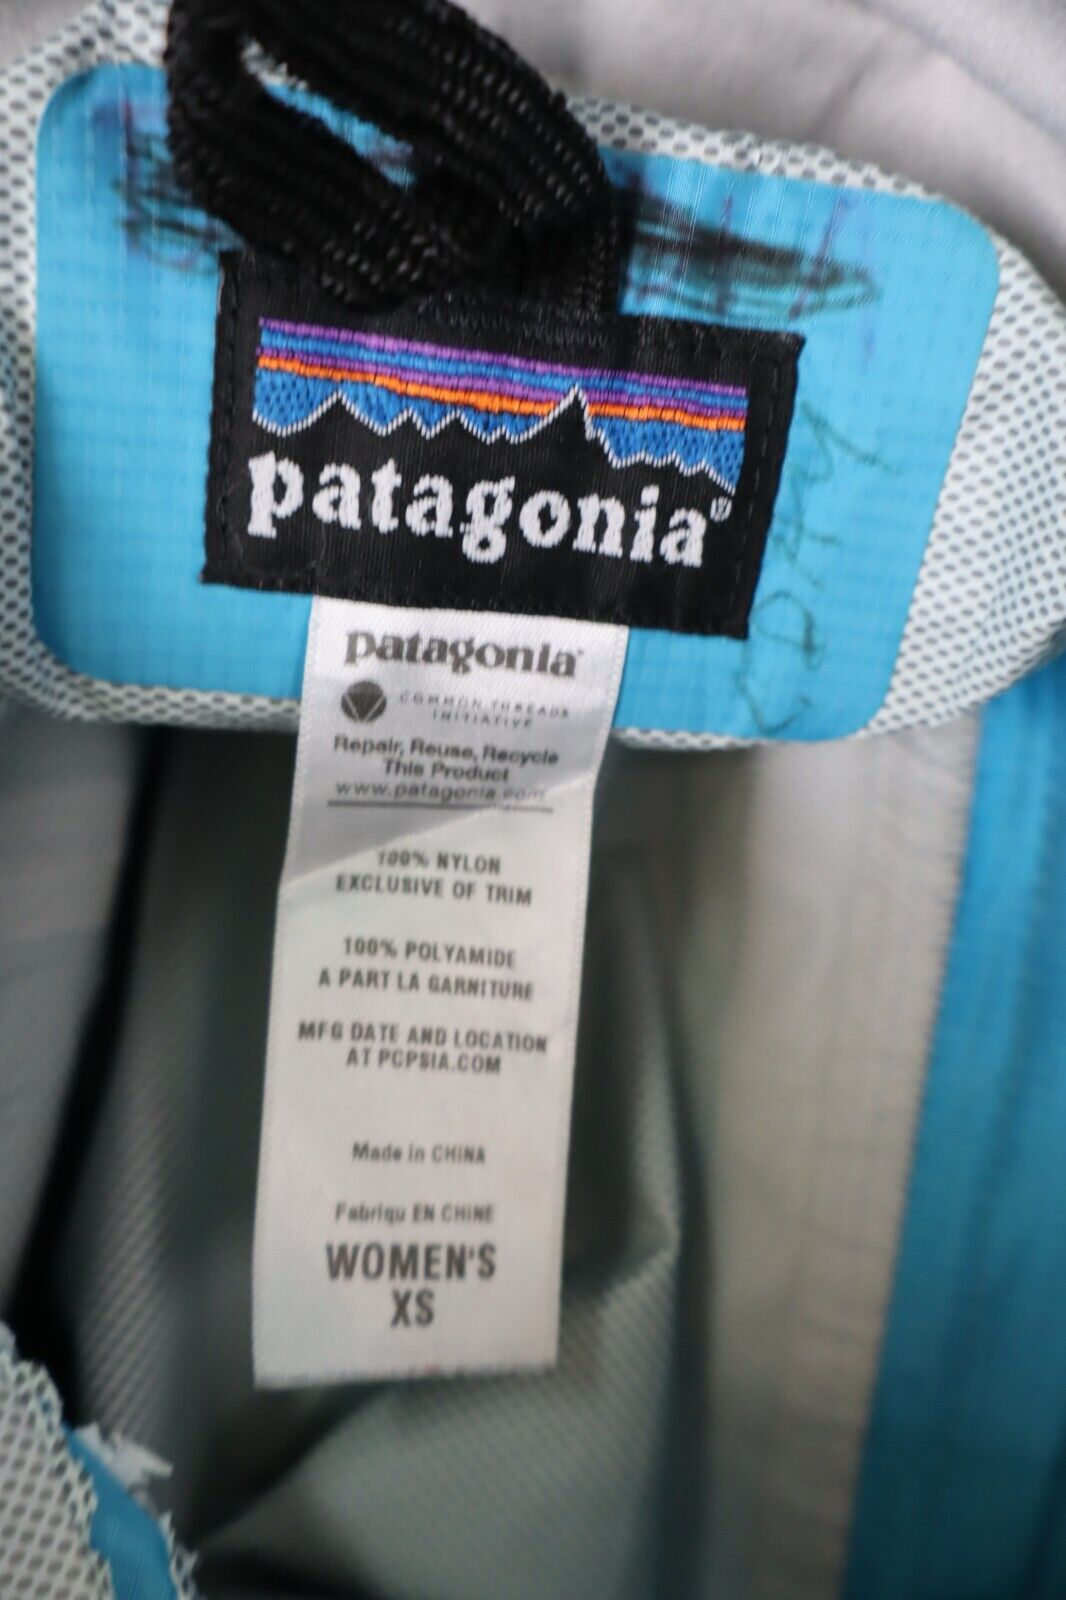 patagonia®
patagonia®
COMMON THREADS
INITIATIVE
Repair, Reuse, Recycle
This Product
www.patagonia.com
100% NYLON
EXCLUSIVE OF TRIM
100% POLYAMIDE
A PART LA GARNITURE
MFG DATE AND LOCATION
AT PCPSIA.COM
Made in CHINA
Fabriqu EN CHINE
WOMEN'S
XS